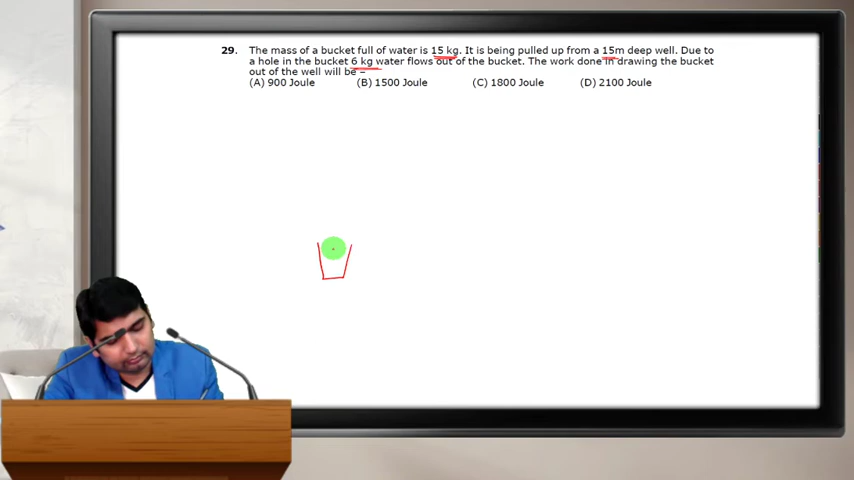 29. The mass of a bucket full of water is 15 kg. It is being pulled up from a 15m deep well. Due to
a hole in the bucket 6 kg water flows out of the bucket. The work done in drawing the bucket
out of the well will be –
(A) 900 Joule (B) 1500 Joule (C) 1800 Joule (D) 2100 Joule